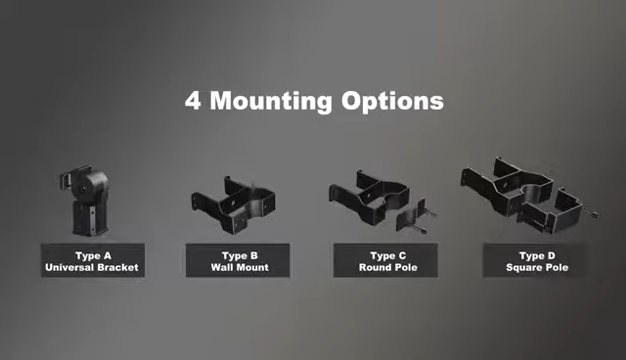 4 Mounting Options
Type A
Universal Bracket
Type B
Wall Mount
Type C
Round Pole
Type D
Square Pole